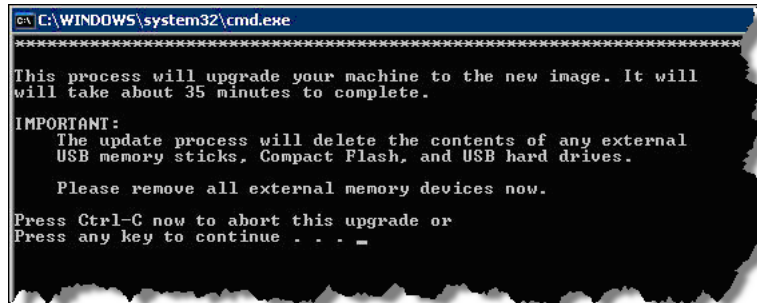 C:\WINDOWS\system32\cmd.exe
*******************************************************************
This process will upgrade your machine to the new image. It will
will take about 35 minutes to complete.
IMPORTANT:
The update process will delete the contents of any external
USB memory sticks, Compact Flash, and USB hard drives.
Please remove all external memory devices now.
Press Ctrl-C now to abort this upgrade or
Press any key to continue . . . _